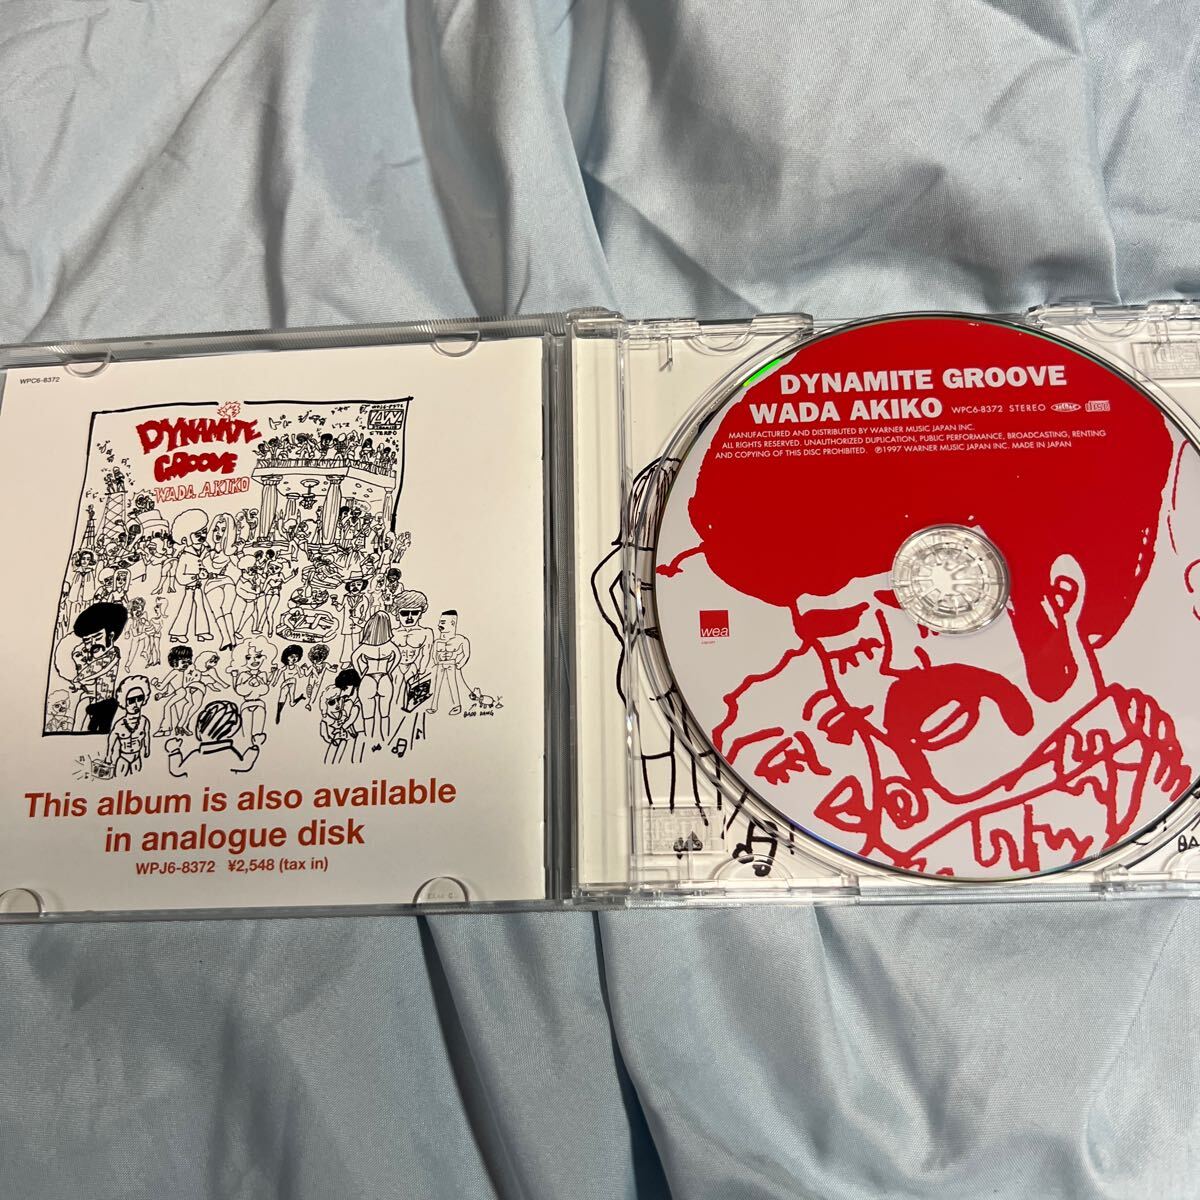 WPC6-8372
DYNAMITE
GROOVE
WADA AKIKO
STEREO
This album is also available
in analogue disk
WPJ6-8372 ¥2,548 (tax in)
DYNAMITE GROOVE
WADA AKIKO WPC6-8372 STEREO
MANUFACTURED AND DISTRIBUTED BY WARNER MUSIC JAPAN INC.
ALL RIGHTS RESERVED. UNAUTHORIZED DUPLICATION, PUBLIC PERFORMANCE, BROADCASTING, RENTING
AND COPYING OF THIS DISC PROHIBITED. ℗1997 WARNER MUSIC JAPAN INC. MADE IN JAPAN
wea